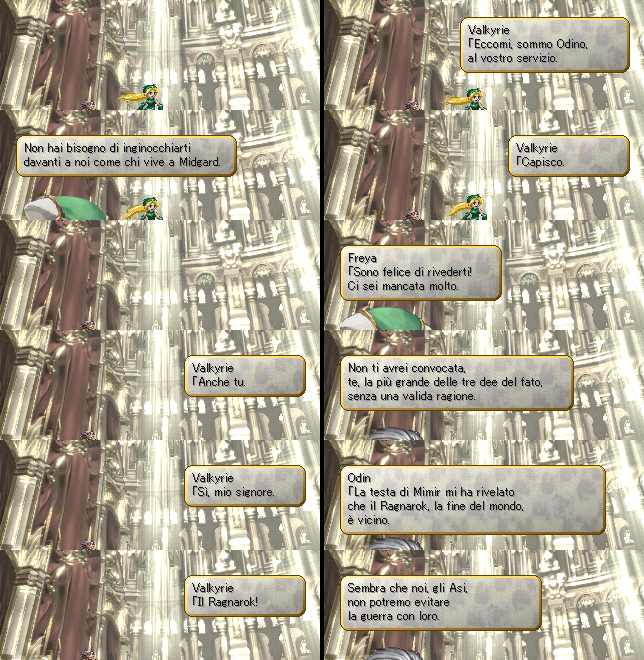 Valkyrie
「Eccomi, sommo Odino,
al vostro servizio.
Non hai bisogno di inginocchiarti
davanti a noi come chi vive a Midgard.
Valkyrie
「Capisco.
Freya
「Sono felice di rivederti!
Ci sei mancata molto.
Valkyrie
「Anche tu.
Non ti avrei convocata,
te, la più grande delle tre dee del fato,
senza una valida ragione.
Valkyrie
「Sì, mio signore.
Odin
「La testa di Mimir mi ha rivelato
che il Ragnarok, la fine del mondo,
è vicino.
Valkyrie
「Il Ragnarok!
Sembra che noi, gli Asi,
non potremo evitare
la guerra con loro.